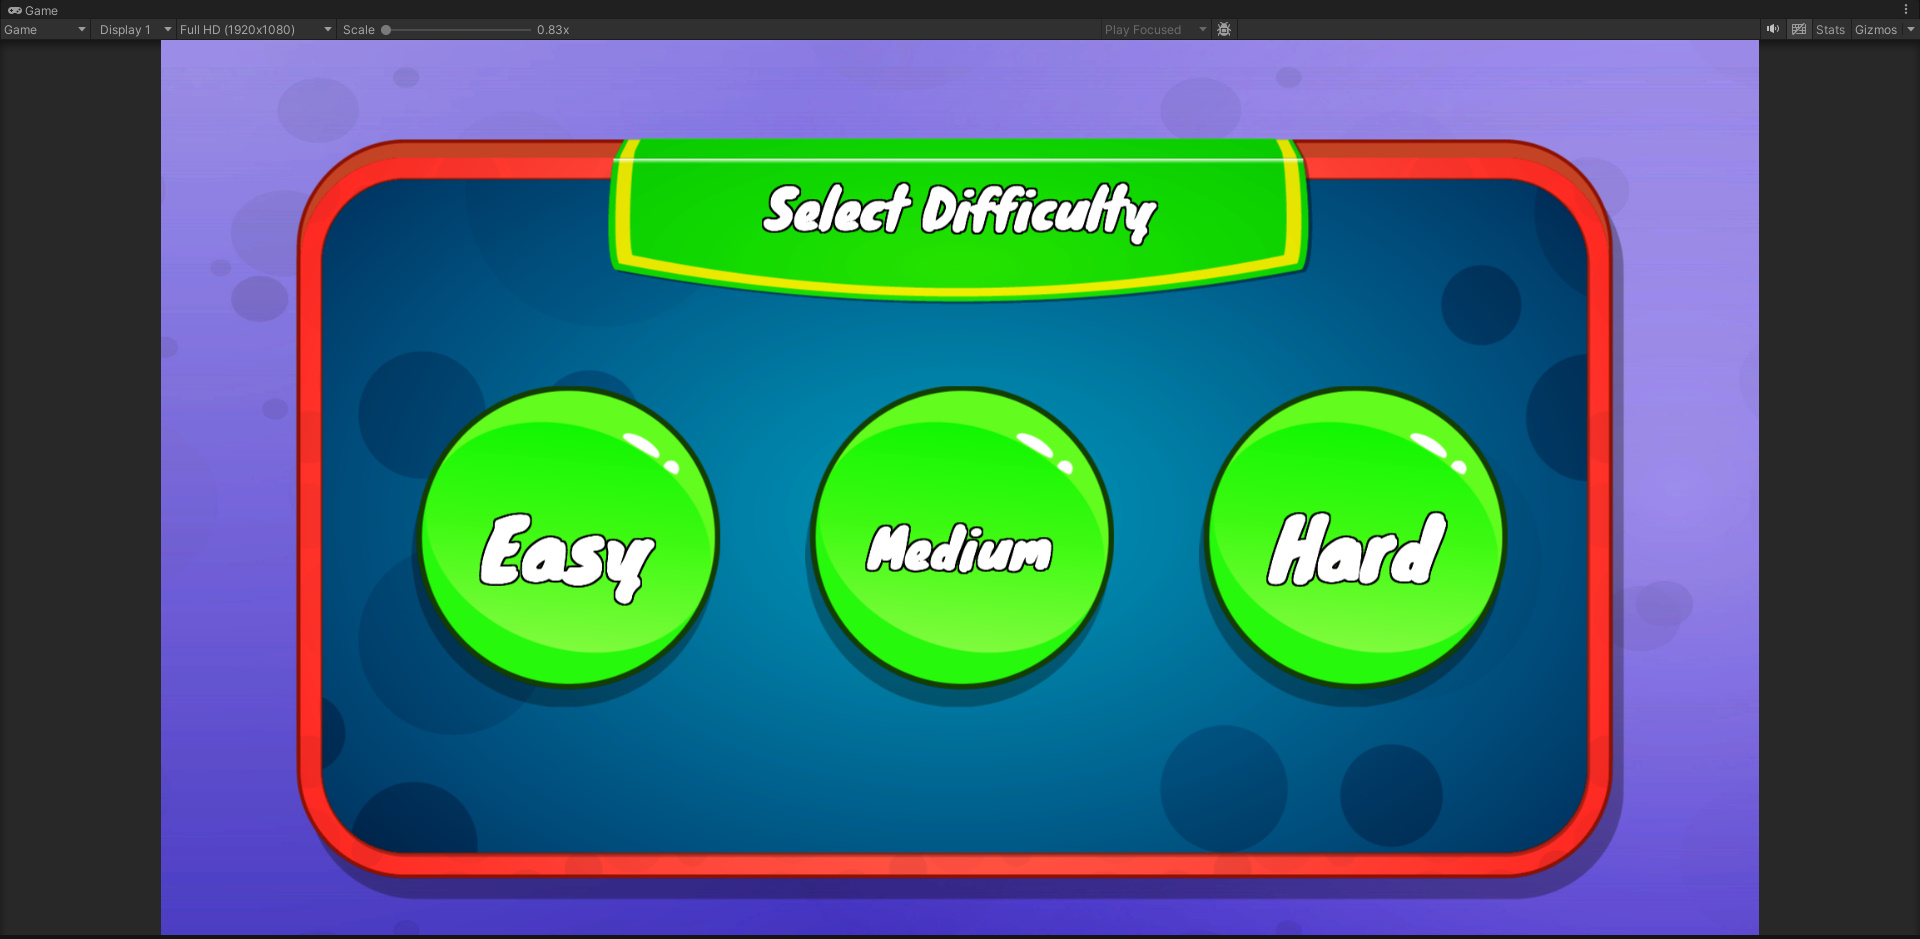 Game
Game Display 1 Full HD (1920x1080) Scale 0.83x Play Focused Stats Gizmos
Select Difficulty
Easy Medium Hard